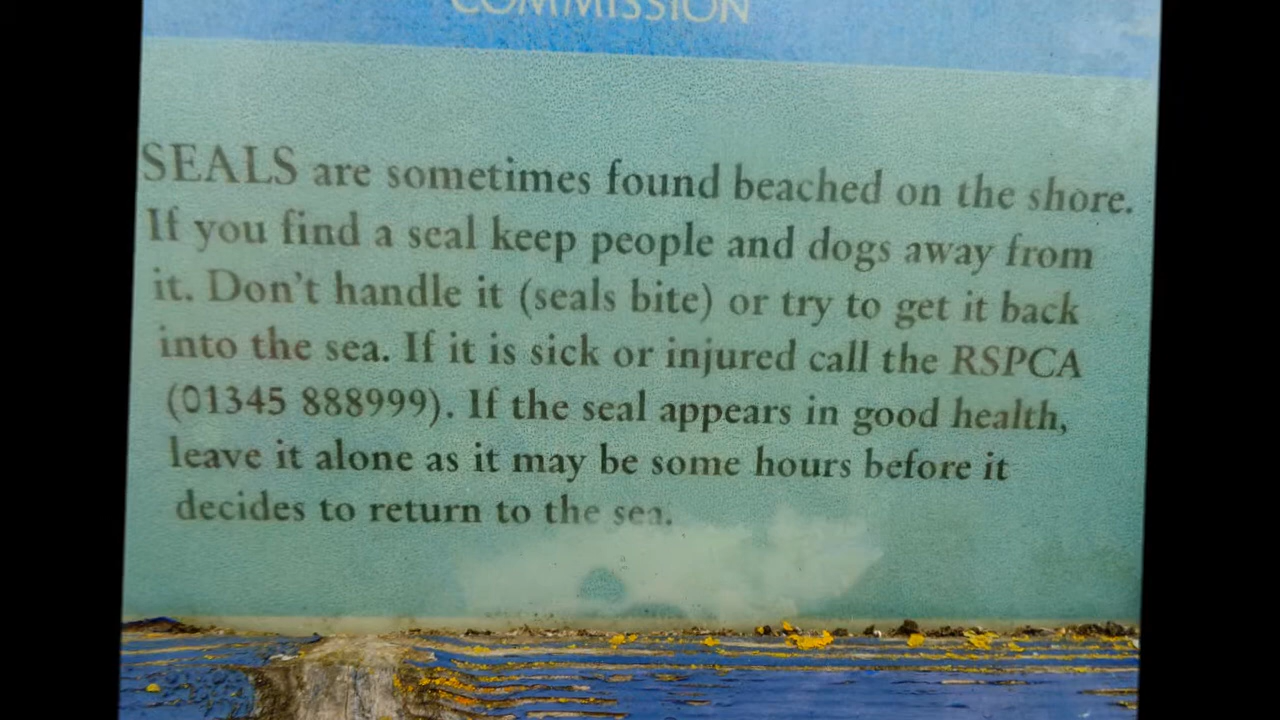 COMMISSION
SEALS are sometimes found beached on the shore.
If you find a seal keep people and dogs away from
it. Don't handle it (seals bite) or try to get it back
into the sea. If it is sick or injured call the RSPCA
(01345 888999). If the seal appears in good health,
leave it alone as it may be some hours before it
decides to return to the sea.